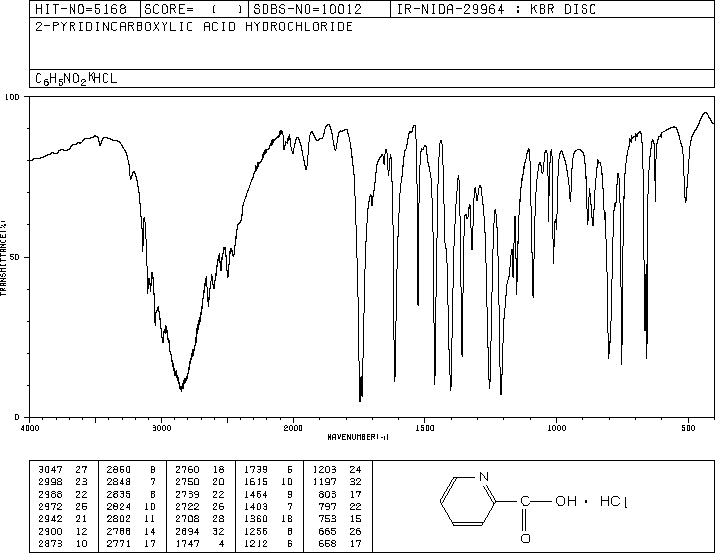 HIT-NO=5168 SCORE= ( ) SDBS-NO=10012 IR-NIDA-29964 : KBR DISC
2-PYRIDINCARBOXYLIC ACID HYDROCHLORIDE
C6H5NO2*HCL
100
50
0
TRANSMITTANCE(%)
4000 3000 2000 1500 1000 500
WAVENUMBER(-1)
3047 27 2860 8 2760 18 1739 6 1203 24
2998 23 2848 7 2750 20 1615 10 1197 32
2988 22 2835 8 2739 22 1464 9 803 17
2972 26 2824 10 2722 26 1403 7 797 22
2942 21 2802 11 2708 28 1360 18 753 15
2900 12 2788 14 2694 32 1256 8 665 26
2873 10 2771 17 1747 4 1212 6 658 17
N
C
OH · HCl
O